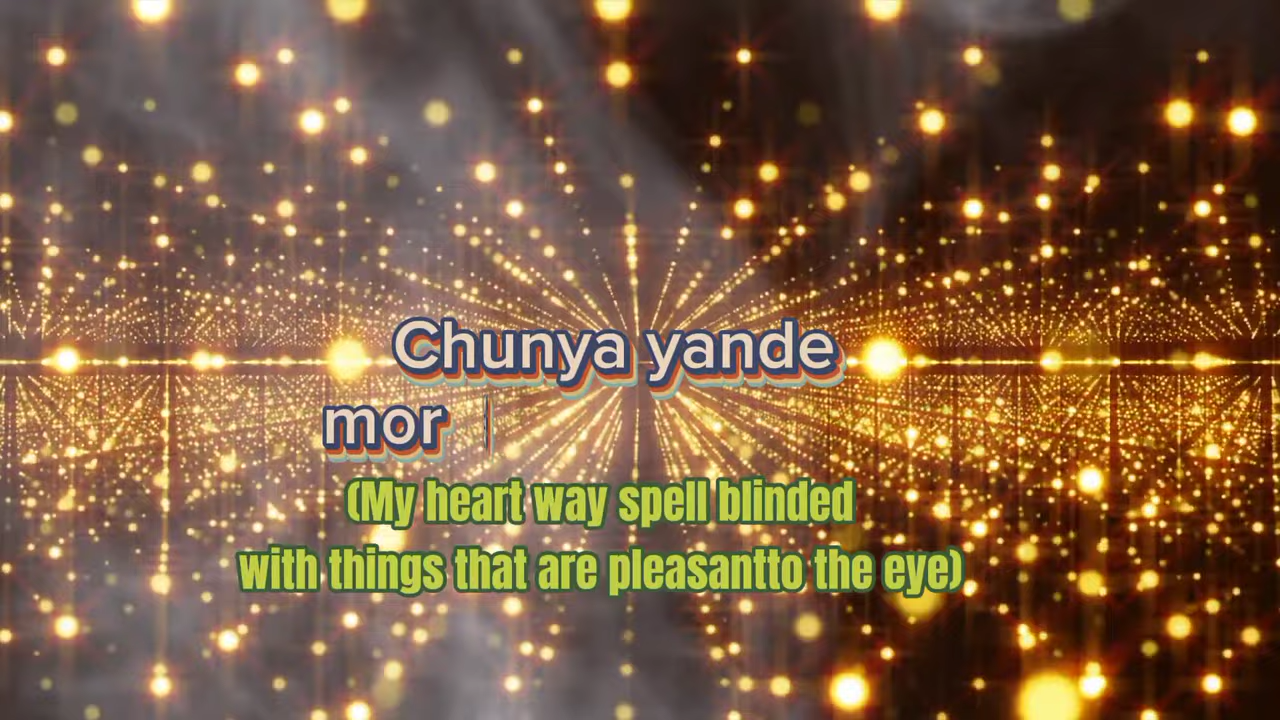 Chunya yande
mor
(My heart way spell blinded
with things that are pleasantto the eye)